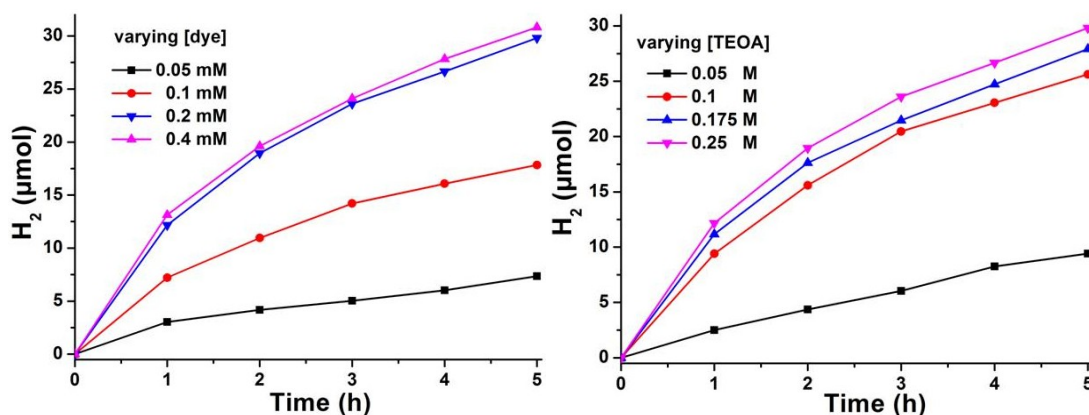 varying [dye]
0.05 mM
0.1 mM
0.2 mM
0.4 mM
H2 (µmol)
30
25
20
15
10
5
0
0 1 2 3 4 5
Time (h)
varying [TEOA]
0.05 M
0.1 M
0.175 M
0.25 M
H2 (µmol)
30
25
20
15
10
5
0
0 1 2 3 4 5
Time (h)